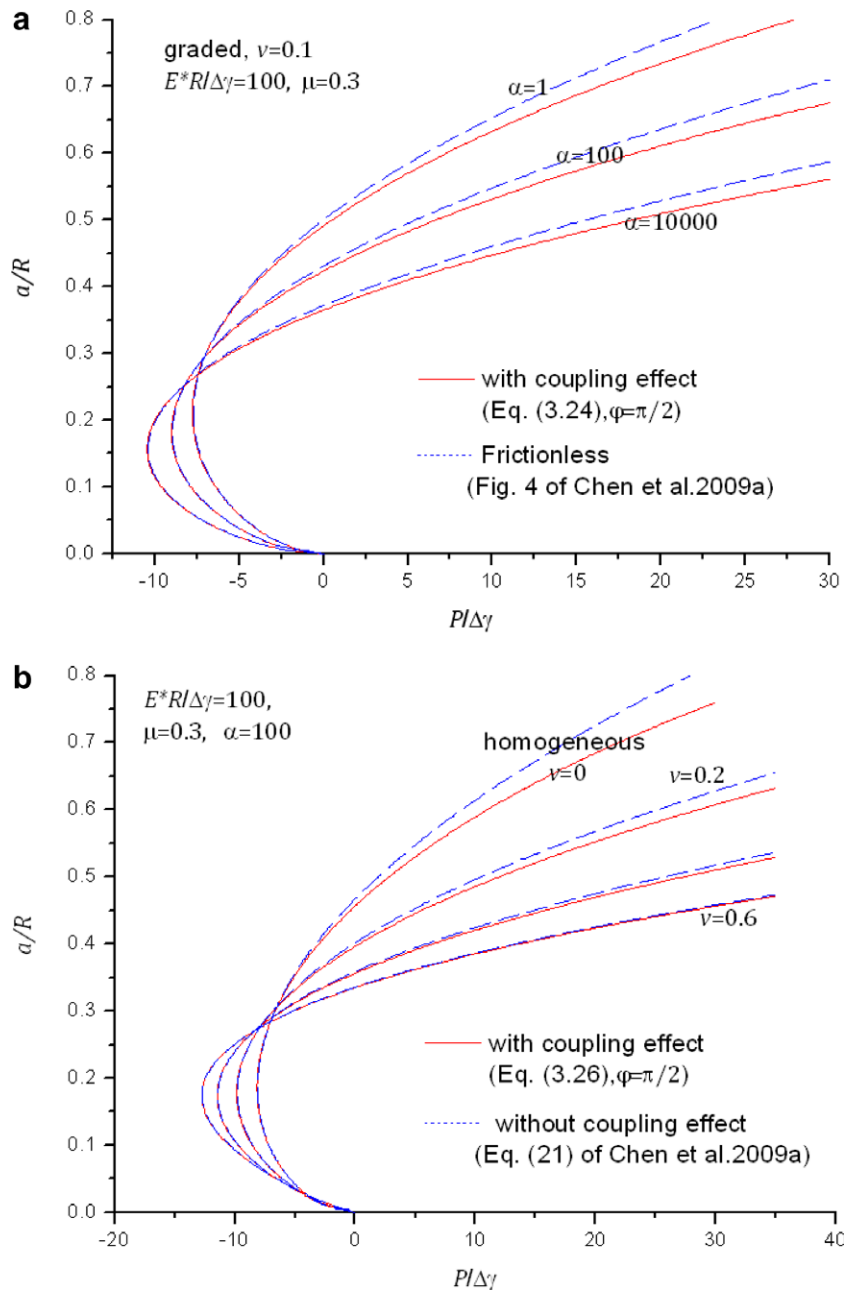 a
graded, ν=0.1
E*R/Δγ=100, μ=0.3
α=1
α=100
α=10000
with coupling effect
(Eq. (3.24),φ=π/2)
Frictionless
(Fig. 4 of Chen et al.2009a)
0.8
0.7
0.6
0.5
0.4
0.3
0.2
0.1
0.0
a/R
-10
-5
0
5
10
15
20
25
30
P/Δγ
b
E*R/Δγ=100,
μ=0.3, α=100
homogeneous
ν=0
ν=0.2
ν=0.6
with coupling effect
(Eq. (3.26),φ=π/2)
without coupling effect
(Eq. (21) of Chen et al.2009a)
0.8
0.7
0.6
0.5
0.4
0.3
0.2
0.1
0.0
a/R
-20
-10
0
10
20
30
40
P/Δγ